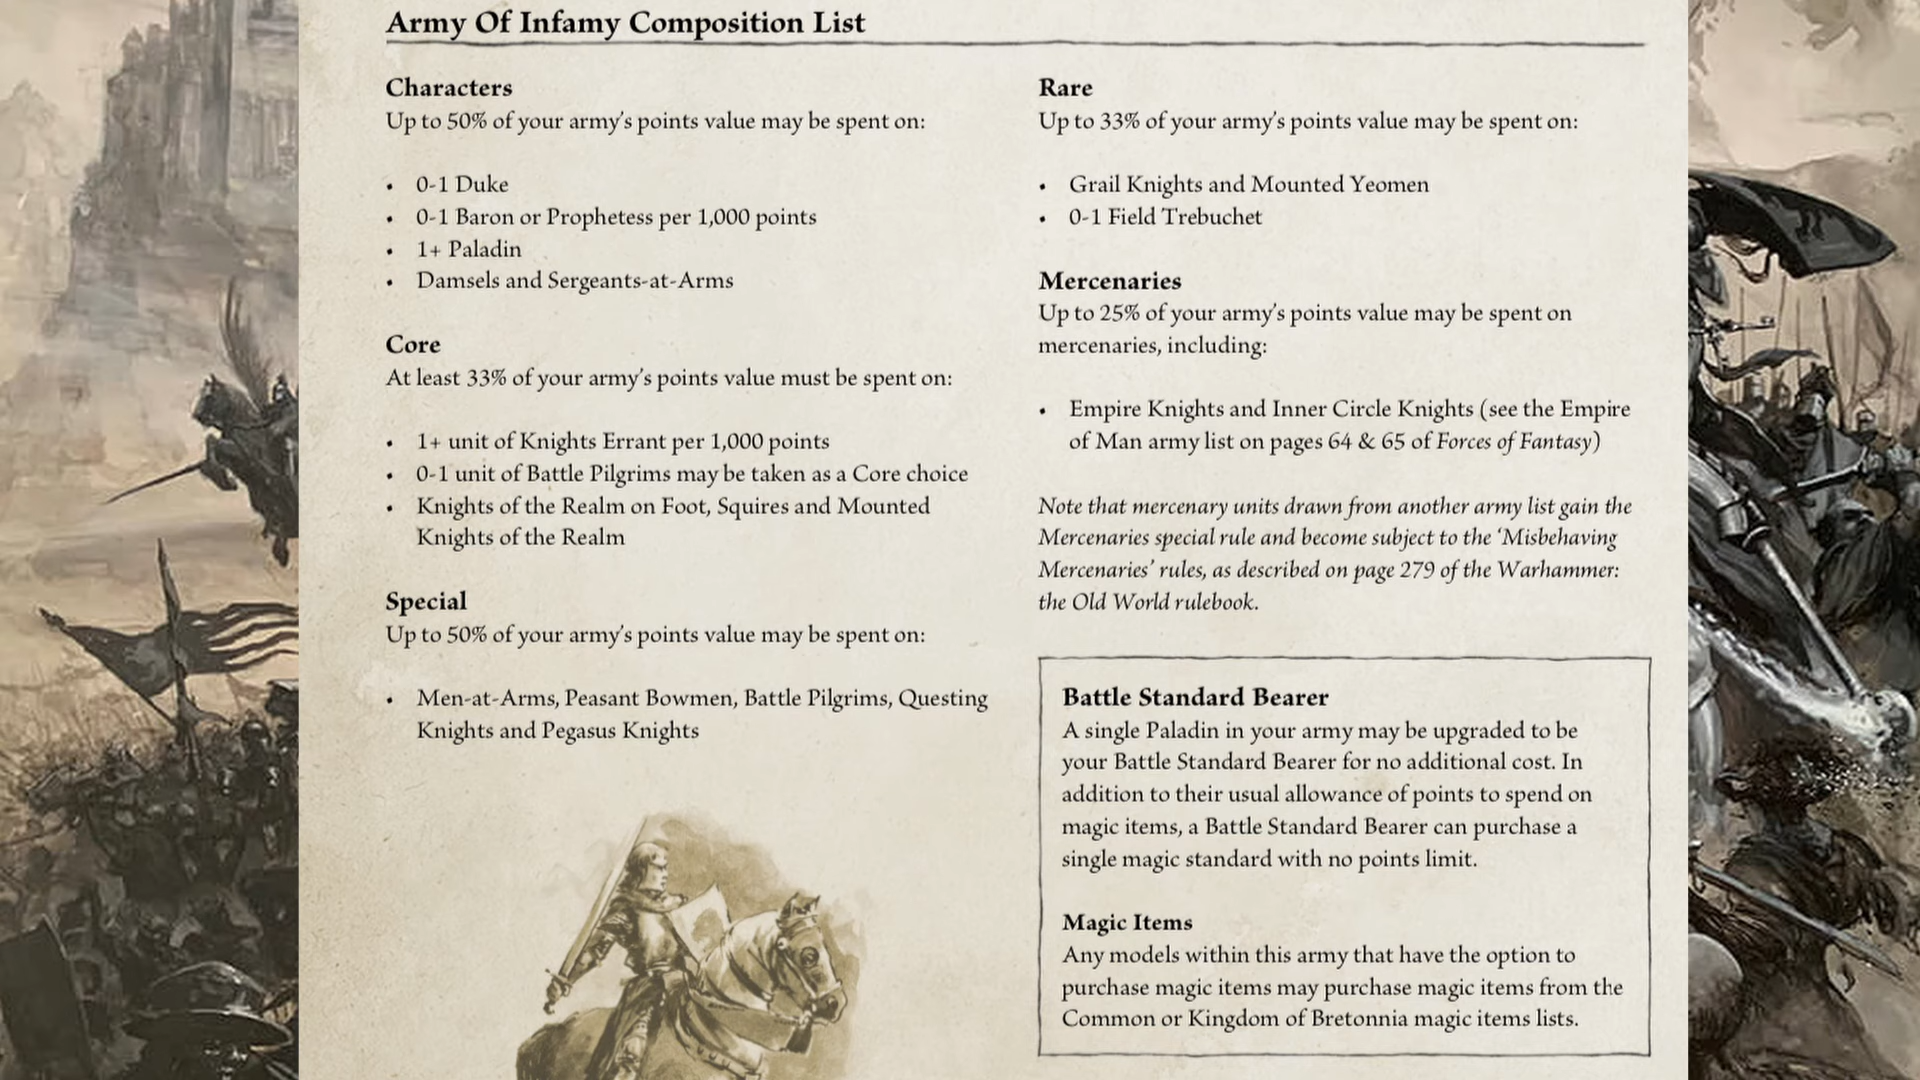 Army Of Infamy Composition List
Characters
Up to 50% of your army's points value may be spent on:
• 0-1 Duke
• 0-1 Baron or Prophetess per 1,000 points
• 1+ Paladin
• Damsels and Sergeants-at-Arms
Core
At least 33% of your army's points value must be spent on:
• 1+ unit of Knights Errant per 1,000 points
• 0-1 unit of Battle Pilgrims may be taken as a Core choice
• Knights of the Realm on Foot, Squires and Mounted
Knights of the Realm
Special
Up to 50% of your army's points value may be spent on:
• Men-at-Arms, Peasant Bowmen, Battle Pilgrims, Questing
Knights and Pegasus Knights
Rare
Up to 33% of your army's points value may be spent on:
• Grail Knights and Mounted Yeomen
• 0-1 Field Trebuchet
Mercenaries
Up to 25% of your army's points value may be spent on
mercenaries, including:
• Empire Knights and Inner Circle Knights (see the Empire
of Man army list on pages 64 & 65 of Forces of Fantasy)
Note that mercenary units drawn from another army list gain the
Mercenaries special rule and become subject to the 'Misbehaving
Mercenaries' rules, as described on page 279 of the Warhammer:
the Old World rulebook.
Battle Standard Bearer
A single Paladin in your army may be upgraded to be
your Battle Standard Bearer for no additional cost. In
addition to their usual allowance of points to spend on
magic items, a Battle Standard Bearer can purchase a
single magic standard with no points limit.
Magic Items
Any models within this army that have the option to
purchase magic items may purchase magic items from the
Common or Kingdom of Bretonnia magic items lists.